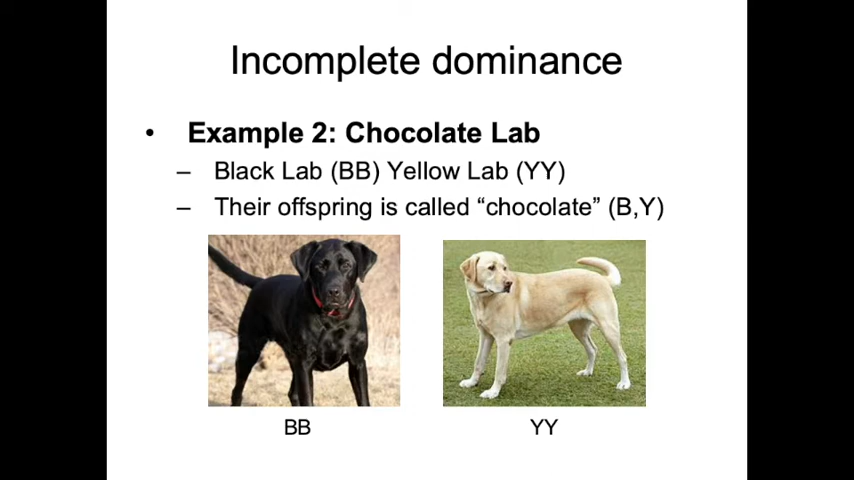 Incomplete dominance
• Example 2: Chocolate Lab
– Black Lab (BB) Yellow Lab (YY)
– Their offspring is called “chocolate” (B,Y)
BB
YY